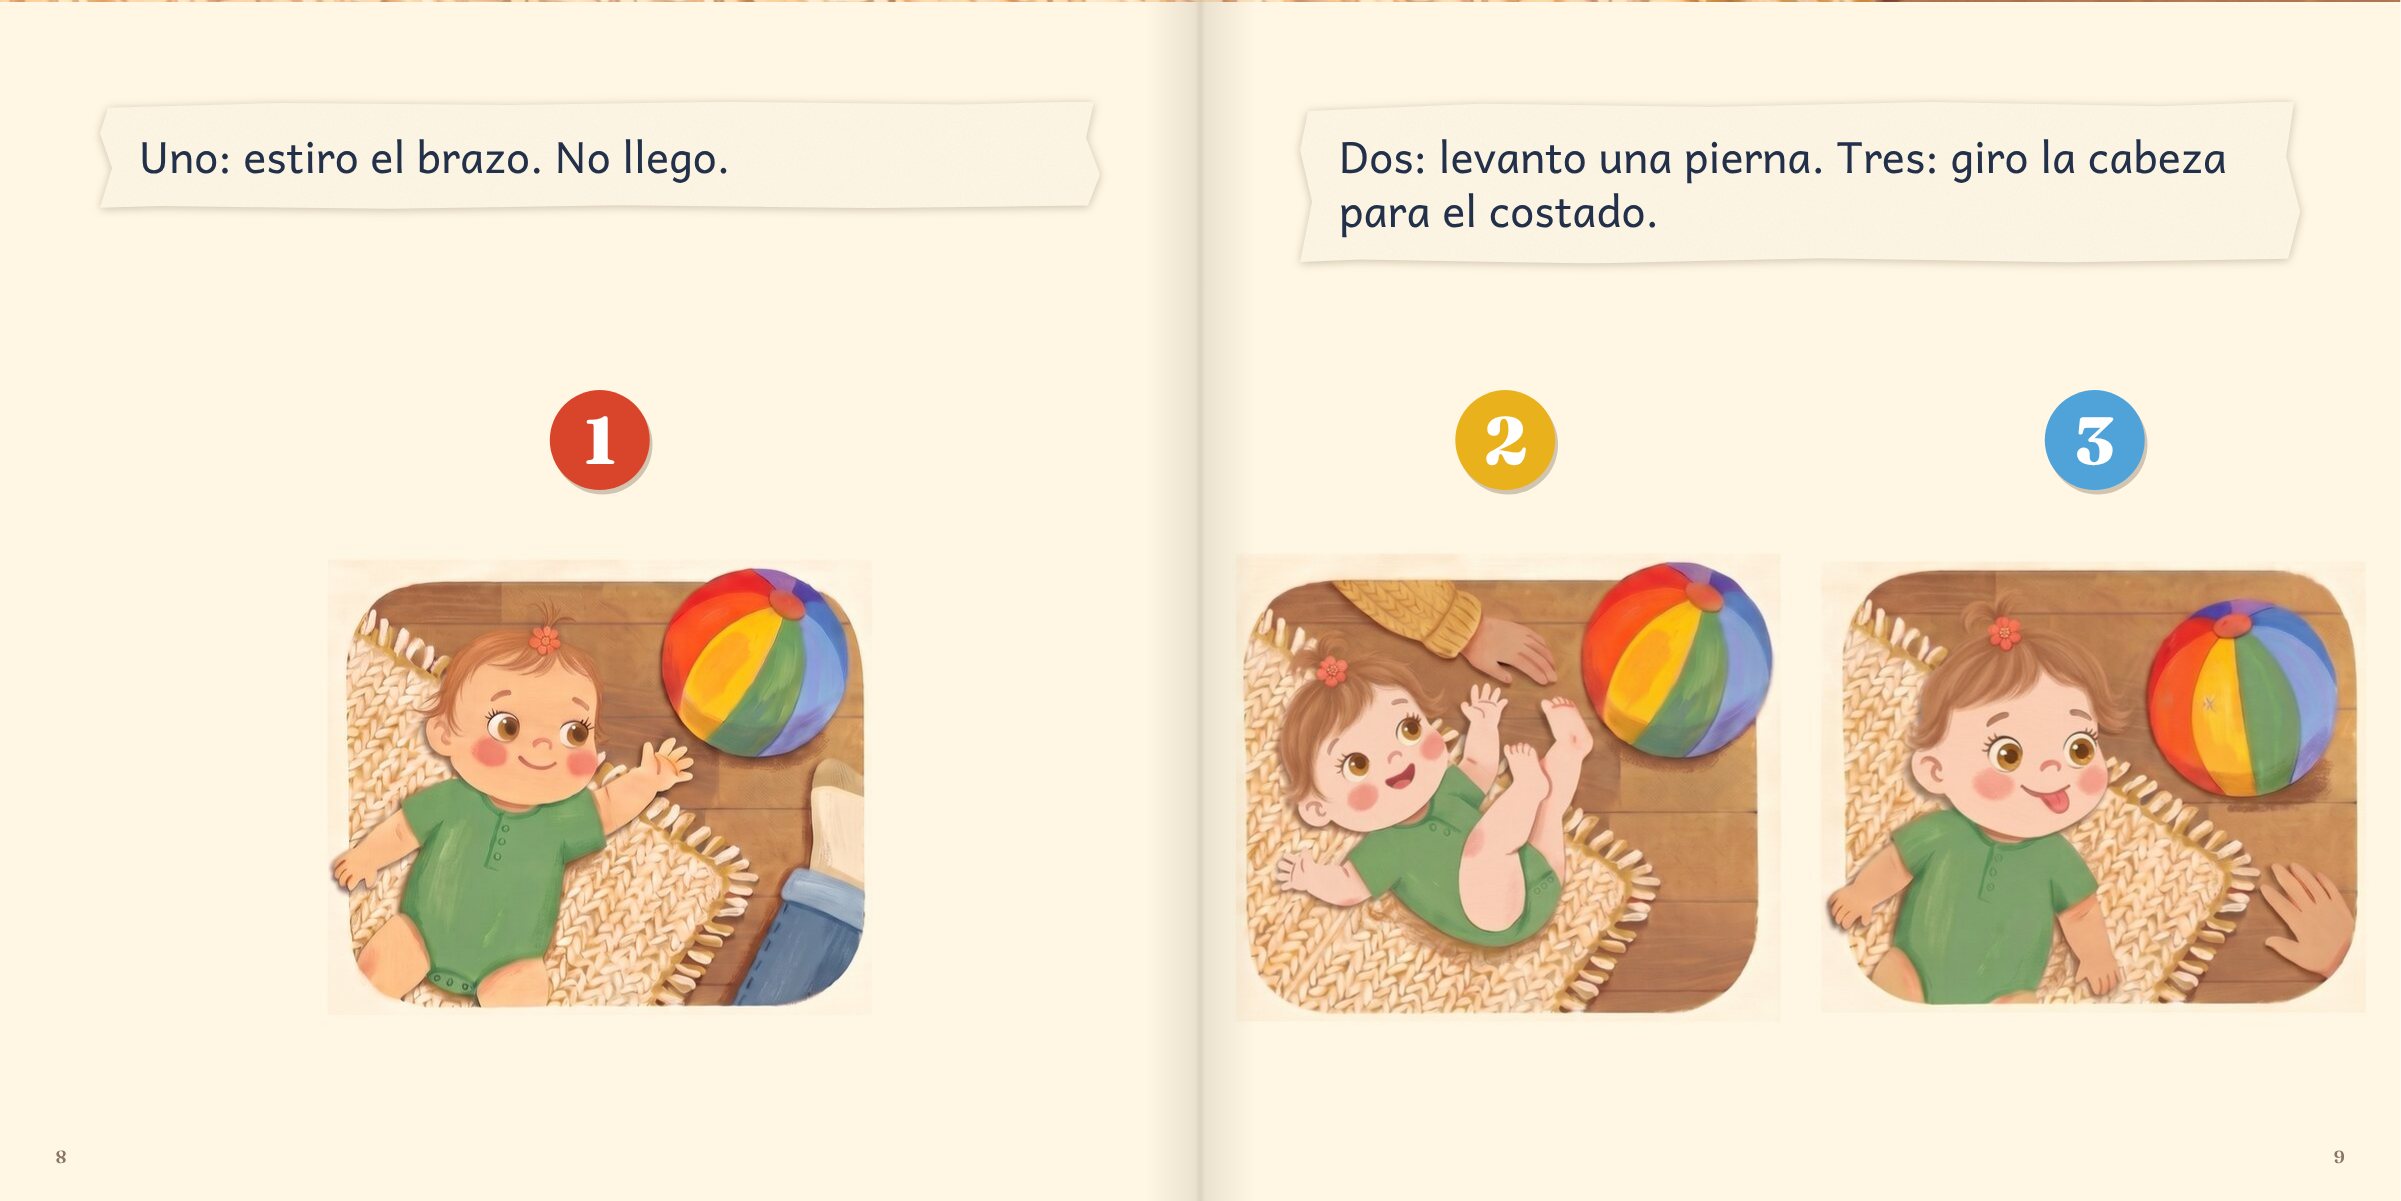 Uno: estiro el brazo. No llego.
1
8
Dos: levanto una pierna. Tres: giro la cabeza
para el costado.
2
3
9